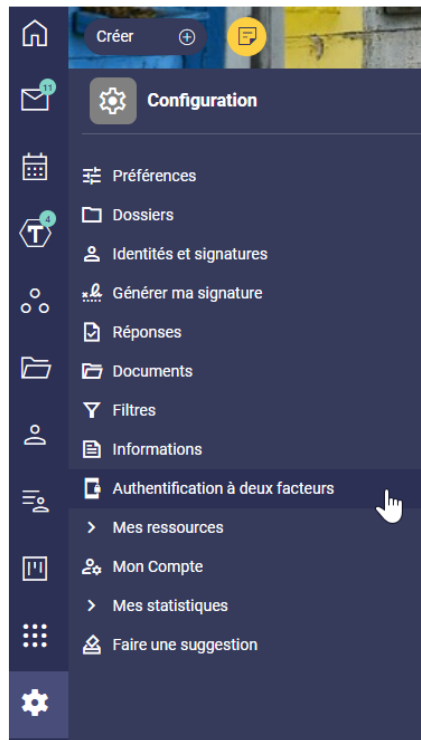 Créer
11
Configuration
Préférences
Dossiers
4
T
Identités et signatures
Générer ma signature
Réponses
Documents
Filtres
Informations
Authentification à deux facteurs
Mes ressources
Mon Compte
Mes statistiques
Faire une suggestion